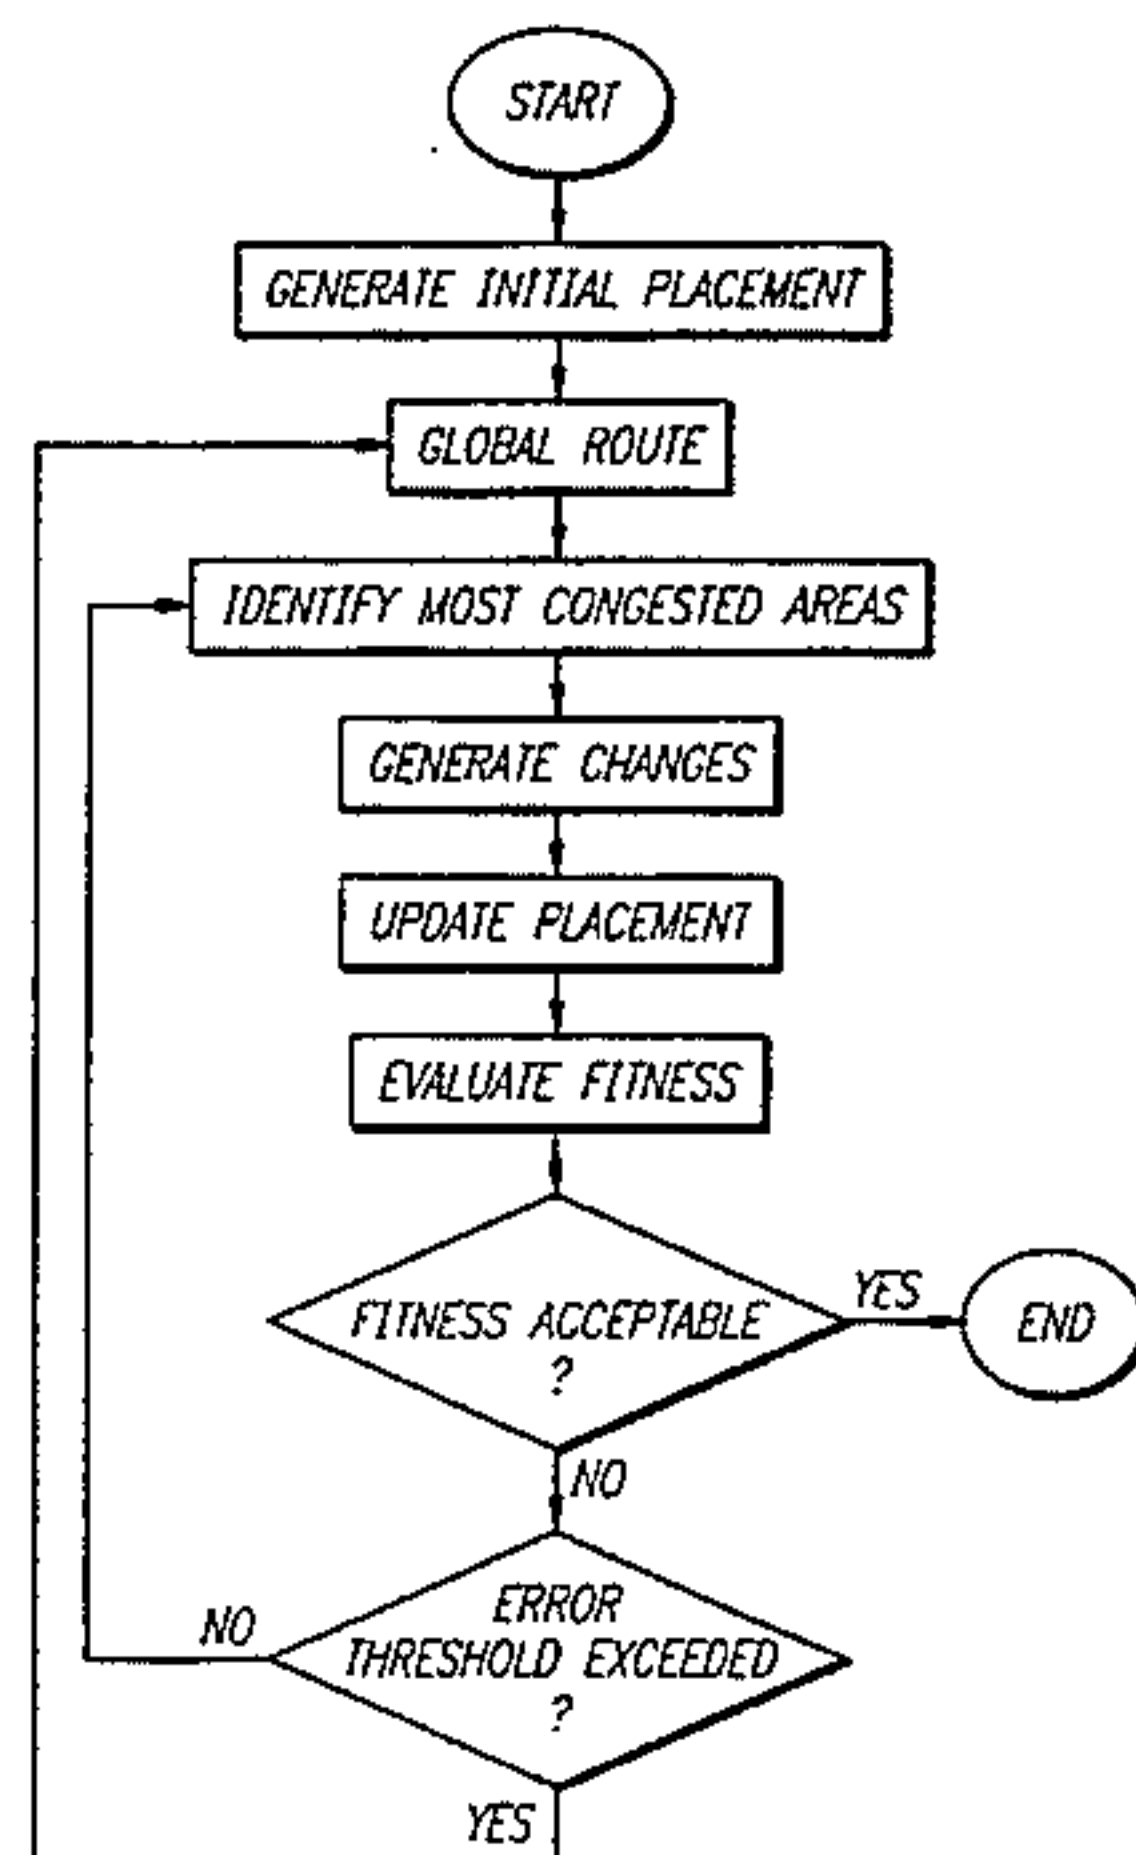 START
GENERATE INITIAL PLACEMENT
GLOBAL ROUTE
IDENTIFY MOST CONGESTED AREAS
GENERATE CHANGES
UPDATE PLACEMENT
EVALUATE FITNESS
FITNESS ACCEPTABLE
?
YES
END
NO
ERROR
THRESHOLD EXCEEDED
?
NO
YES